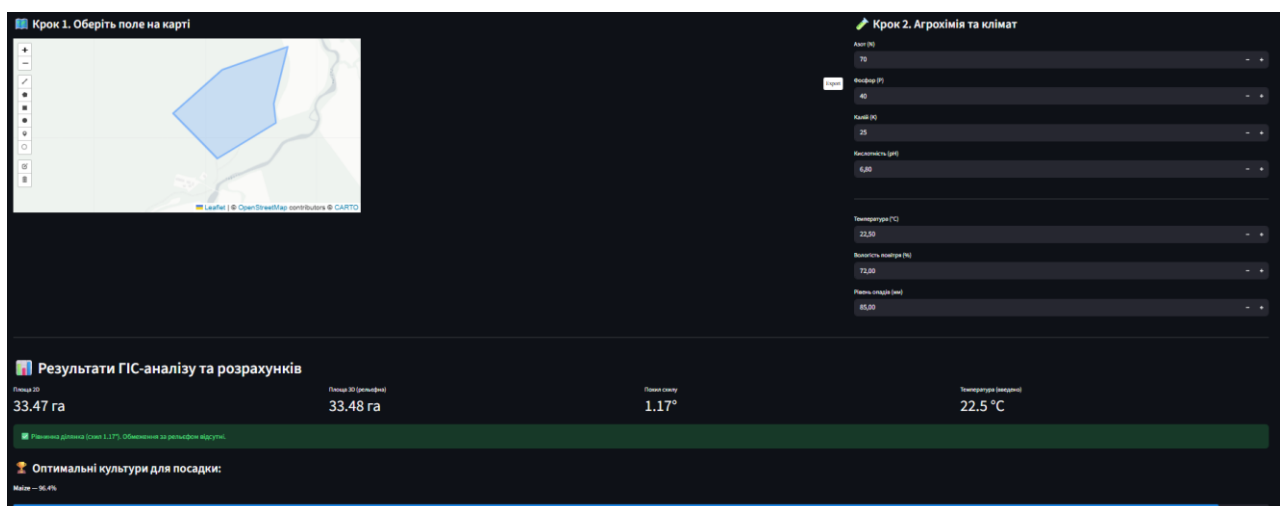 Крок 1. Оберіть поле на карті
+
−
Leaflet | © OpenStreetMap contributors © CARTO
Export
Крок 2. Агрохімія та клімат
Азот (N)
70
- +
Фосфор (P)
40
- +
Калій (K)
25
- +
Кислотність (pH)
6,80
- +
Температура (°C)
22,50
- +
Вологість повітря (%)
72,00
- +
Рівень опадів (мм)
85,00
- +
Результати ГІС-аналізу та розрахунків
Площа 2D
33.47 га
Площа 3D (рельєфна)
33.48 га
Похил схилу
1.17°
Температура (введено)
22.5 °C
Рівнинна ділянка (схил 1.17°). Обмеження за рельєфом відсутні.
Оптимальні культури для посадки:
Maize — 96.4%